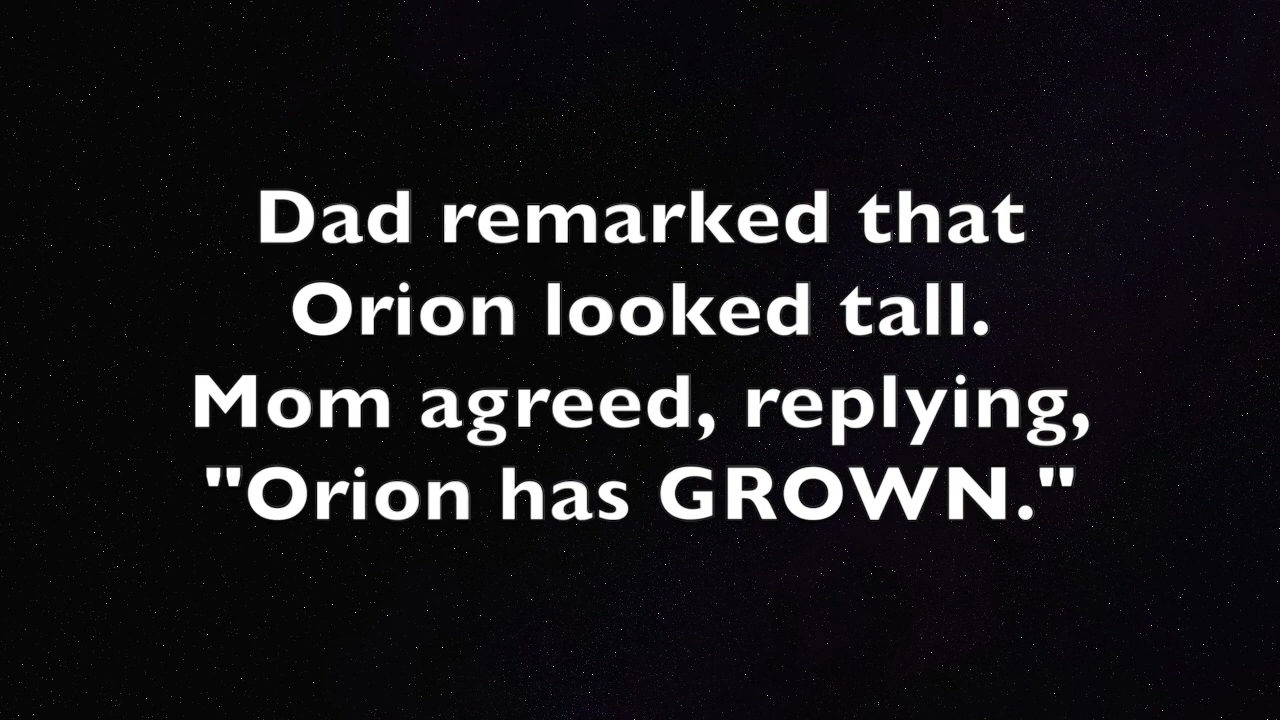 Dad remarked that
Orion looked tall.
Mom agreed, replying,
"Orion has GROWN."